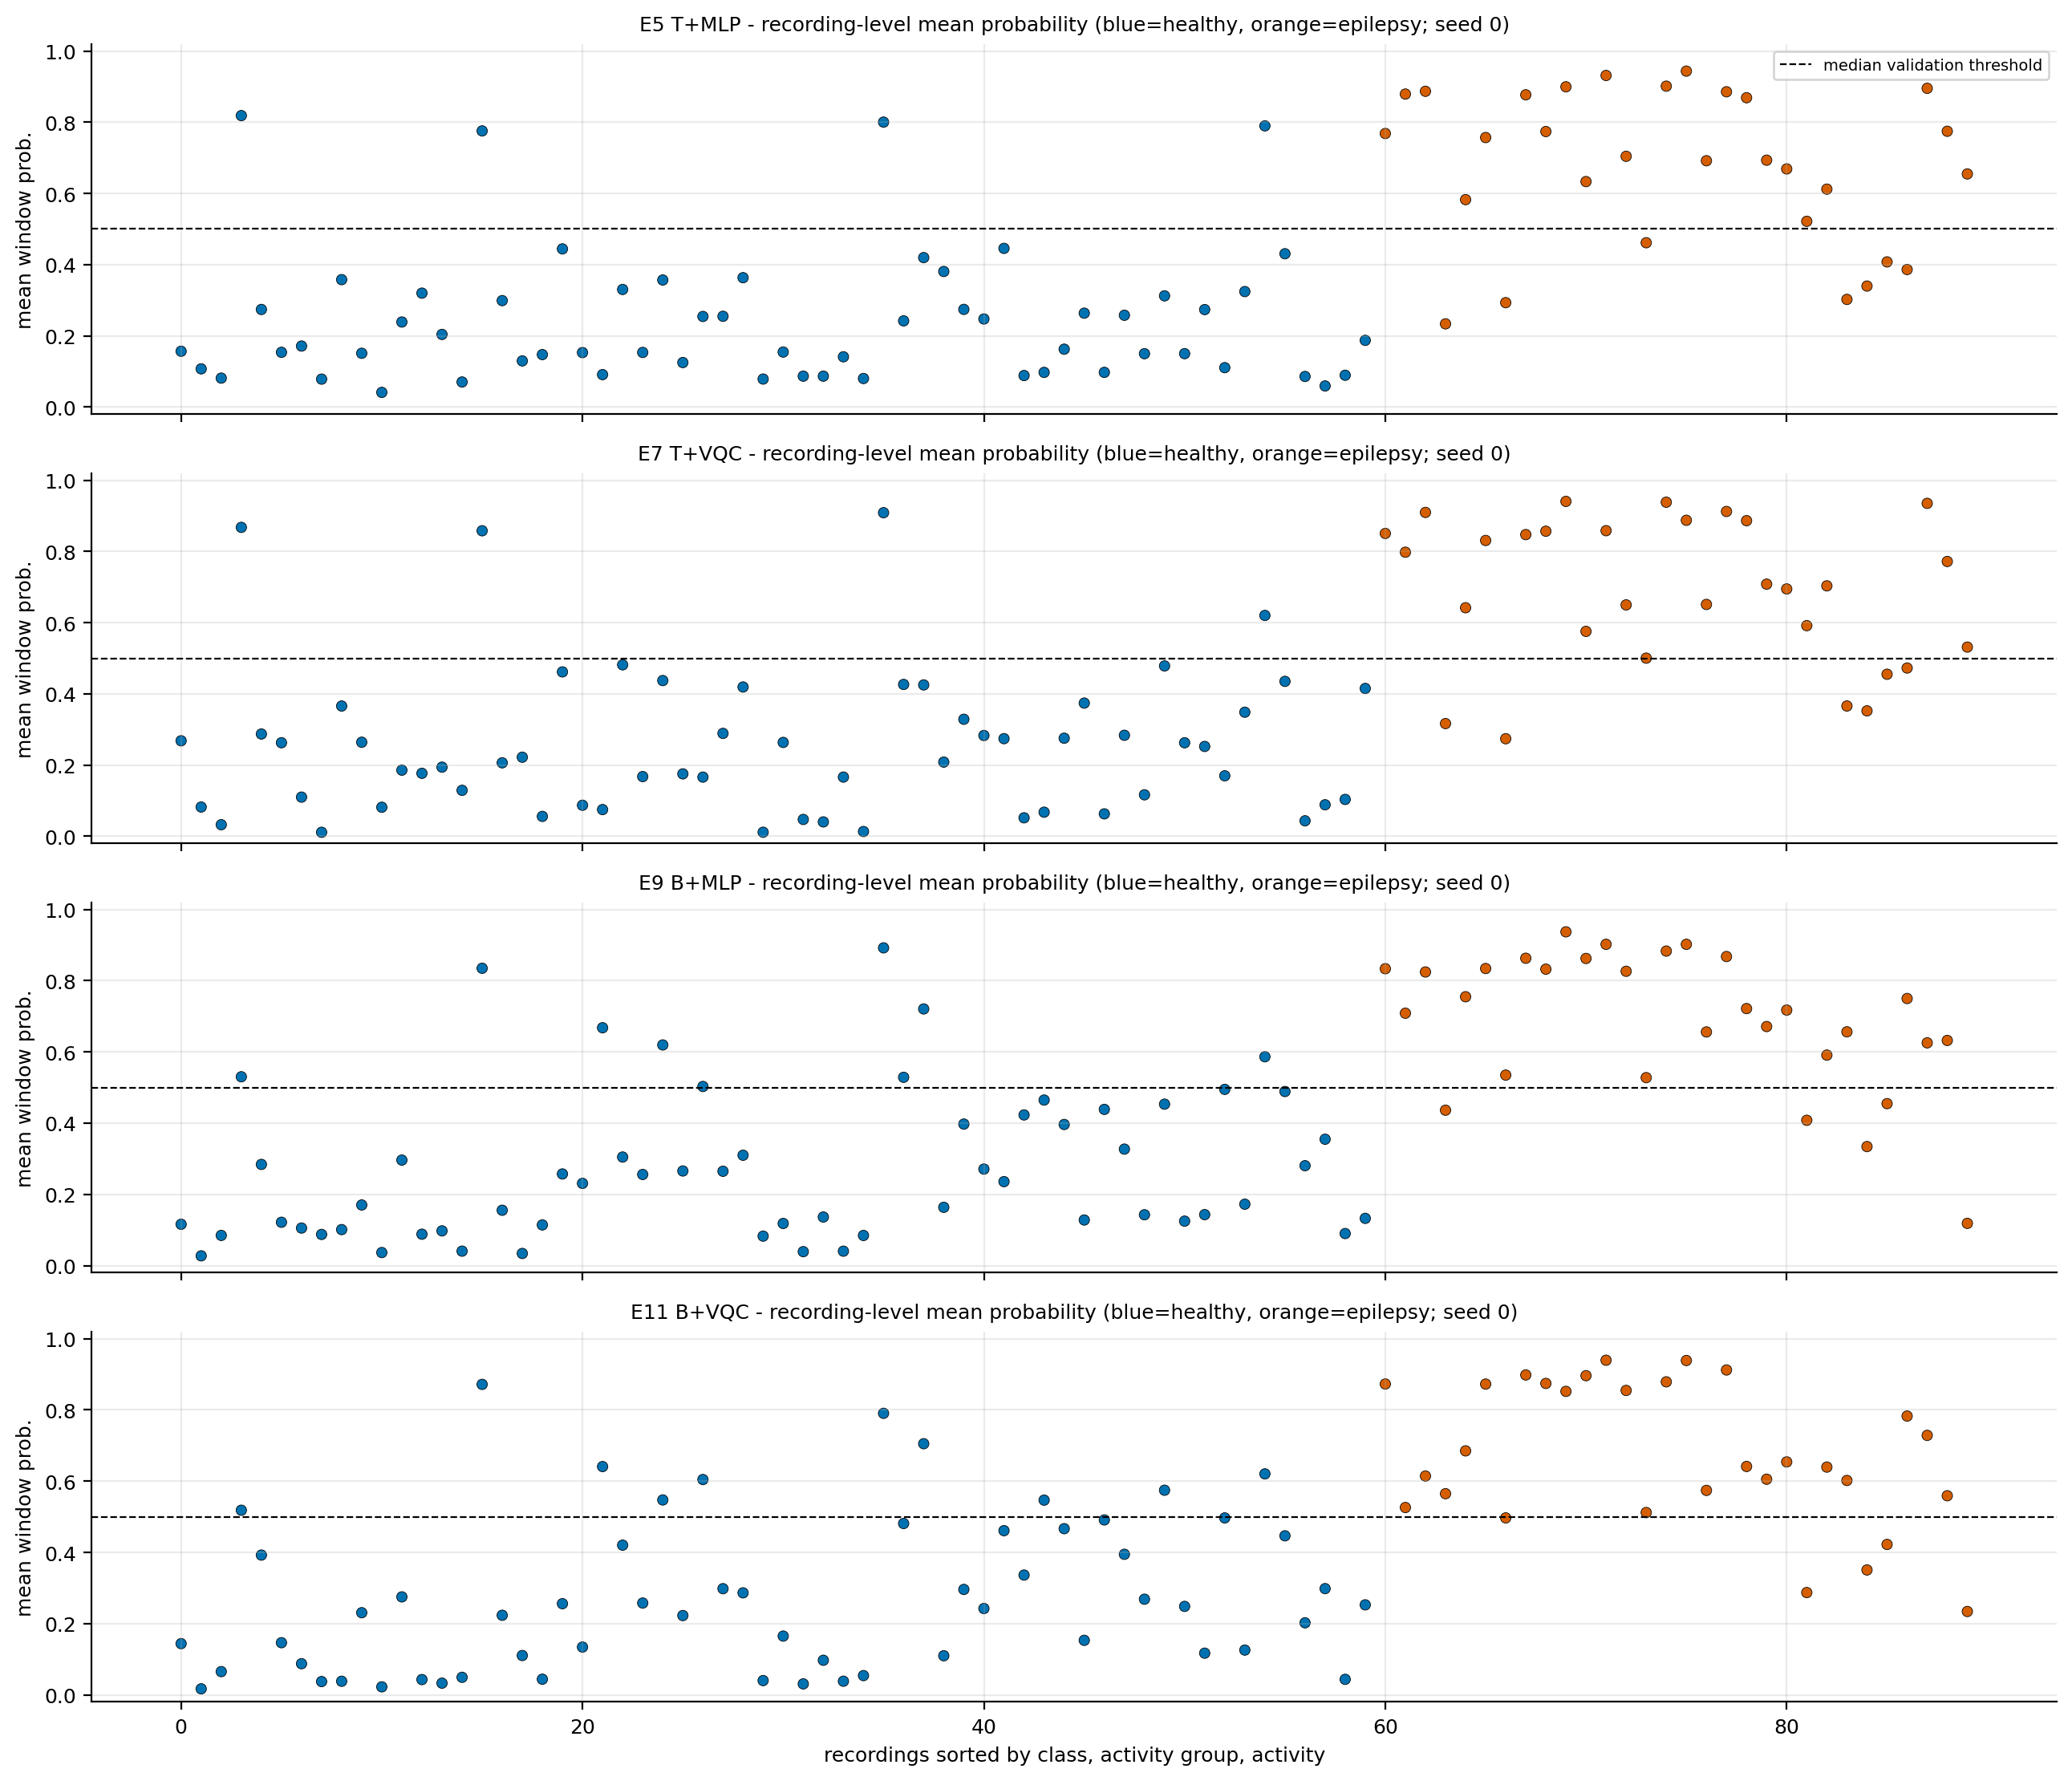 E5 T+MLP - recording-level mean probability (blue=healthy, orange=epilepsy; seed 0)
1.0
0.8
0.6
0.4
0.2
0.0
mean window prob.
median validation threshold
E7 T+VQC - recording-level mean probability (blue=healthy, orange=epilepsy; seed 0)
1.0
0.8
0.6
0.4
0.2
0.0
mean window prob.
E9 B+MLP - recording-level mean probability (blue=healthy, orange=epilepsy; seed 0)
1.0
0.8
0.6
0.4
0.2
0.0
mean window prob.
E11 B+VQC - recording-level mean probability (blue=healthy, orange=epilepsy; seed 0)
1.0
0.8
0.6
0.4
0.2
0.0
mean window prob.
0 20 40 60 80
recordings sorted by class, activity group, activity